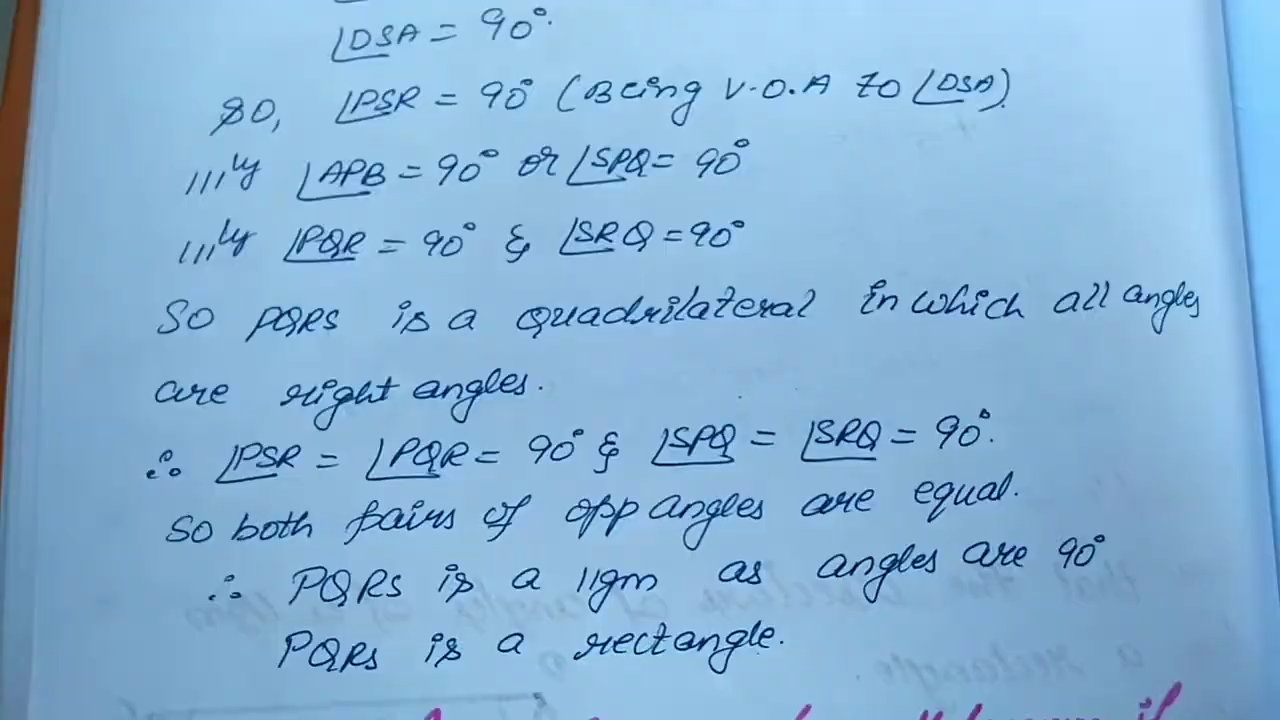 ∠DSA = 90°.
SO, ∠PSR = 90° (Being V.O.A to ∠DSA)
|||ly ∠APB = 90° or ∠SPQ = 90°
|||ly ∠PQR = 90° & ∠SRQ = 90°
So PQRS is a quadrilateral in which all angles
are right angles.
∴ ∠PSR = ∠PQR = 90° & ∠SPQ = ∠SRQ = 90°.
So both pairs of opp angles are equal.
∴ PQRS is a ||gm as angles are 90°
PQRS is a rectangle.